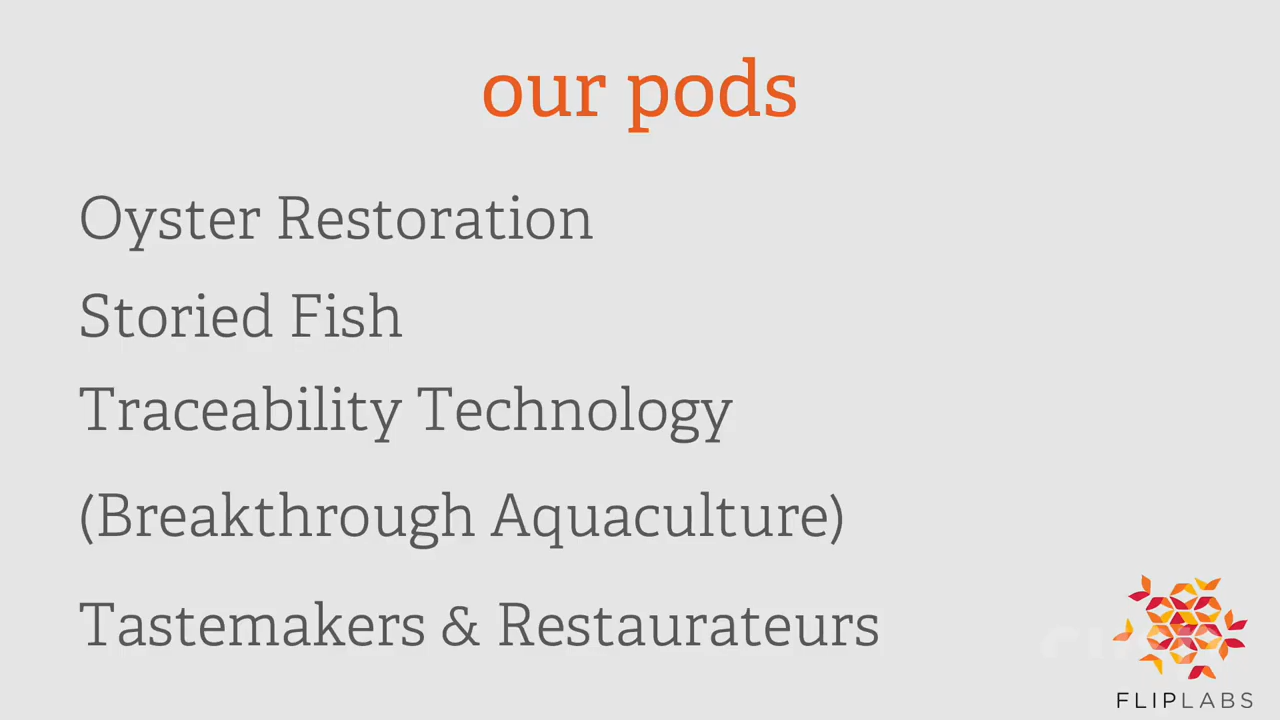 our pods
Oyster Restoration
Storied Fish
Traceability Technology
(Breakthrough Aquaculture)
Tastemakers & Restaurateurs
FLIPLABS